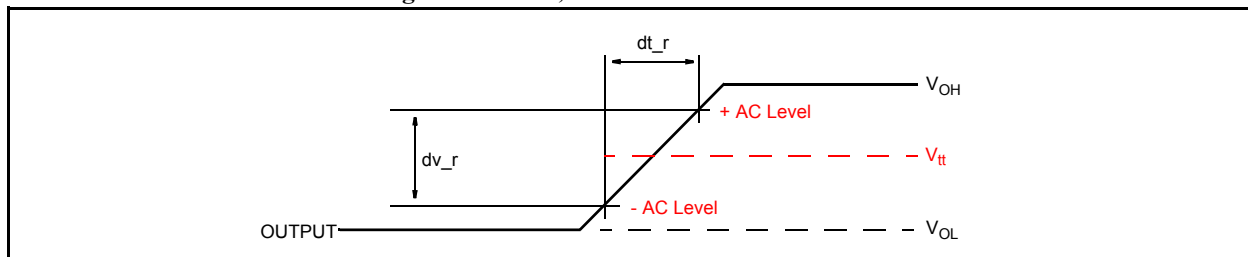 dt_r
V_OH
+ AC Level
dv_r
V_tt
- AC Level
OUTPUT
V_OL